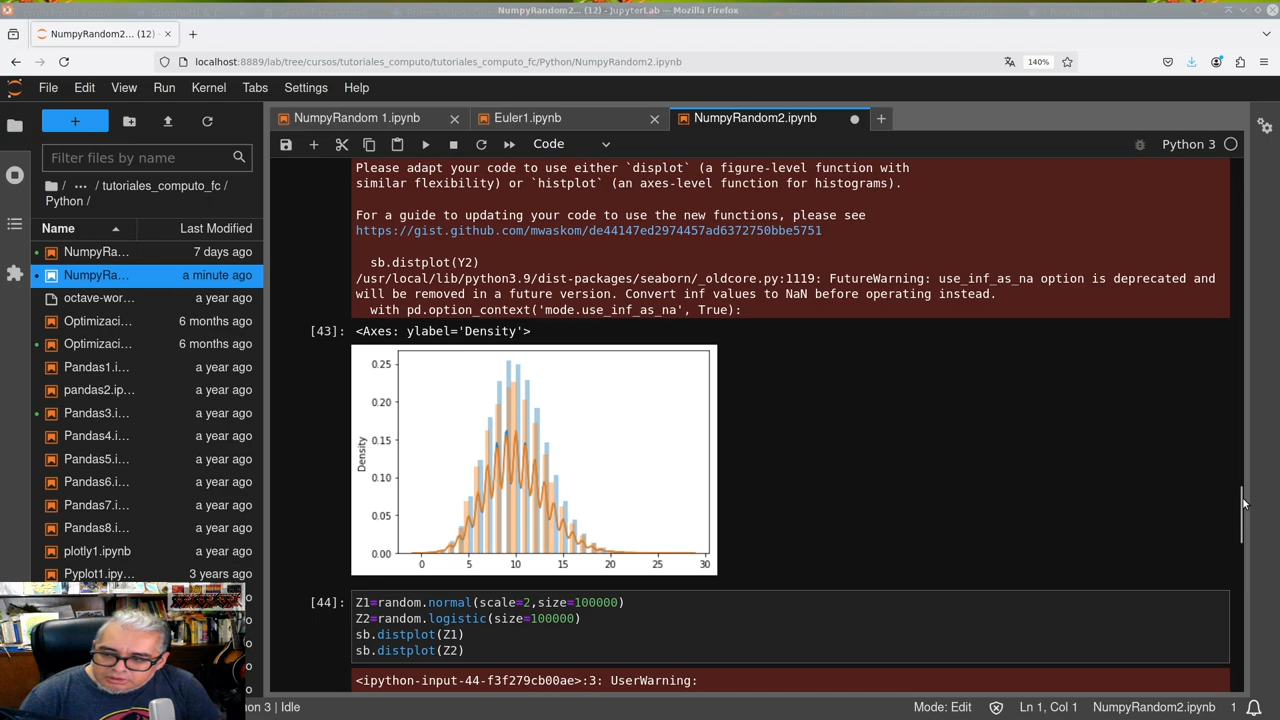 NumpyRandom2... (12) - JupyterLab — Mozilla Firefox
NumpyRandom2... (12)
localhost:8889/lab/tree/cursos/tutoriales_computo/tutoriales_computo_fc/Python/NumpyRandom2.ipynb
140%
File Edit View Run Kernel Tabs Settings Help
NumpyRandom 1.ipynb
Euler1.ipynb
NumpyRandom2.ipynb
Code
Python 3
Filter files by name
/ ... / tutoriales_computo_fc /
Python /
Name Last Modified
NumpyRa... 7 days ago
NumpyRa... a minute ago
octave-wor... a year ago
Optimizaci... 6 months ago
Optimizaci... 6 months ago
Pandas1.i... a year ago
pandas2.ip... a year ago
Pandas3.i... a year ago
Pandas4.i... a year ago
Pandas5.i... a year ago
Pandas6.i... a year ago
Pandas7.i... a year ago
Pandas8.i... a year ago
plotly1.ipynb a year ago
Pyplot1.ipy... 3 years ago
Please adapt your code to use either `displot` (a figure-level function with
similar flexibility) or `histplot` (an axes-level function for histograms).
For a guide to updating your code to use the new functions, please see
https://gist.github.com/mwaskom/de44147ed2974457ad6372750bbe5751
sb.distplot(Y2)
/usr/local/lib/python3.9/dist-packages/seaborn/_oldcore.py:1119: FutureWarning: use_inf_as_na option is deprecated and
will be removed in a future version. Convert inf values to NaN before operating instead.
with pd.option_context('mode.use_inf_as_na', True):
[43]: <Axes: ylabel='Density'>
Density
0.25
0.20
0.15
0.10
0.05
0.00
0 5 10 15 20 25 30
[44]: Z1=random.normal(scale=2,size=100000)
Z2=random.logistic(size=100000)
sb.distplot(Z1)
sb.distplot(Z2)
<ipython-input-44-f3f279cb00ae>:3: UserWarning:
on 3 | Idle
Mode: Edit
Ln 1, Col 1
NumpyRandom2.ipynb
1